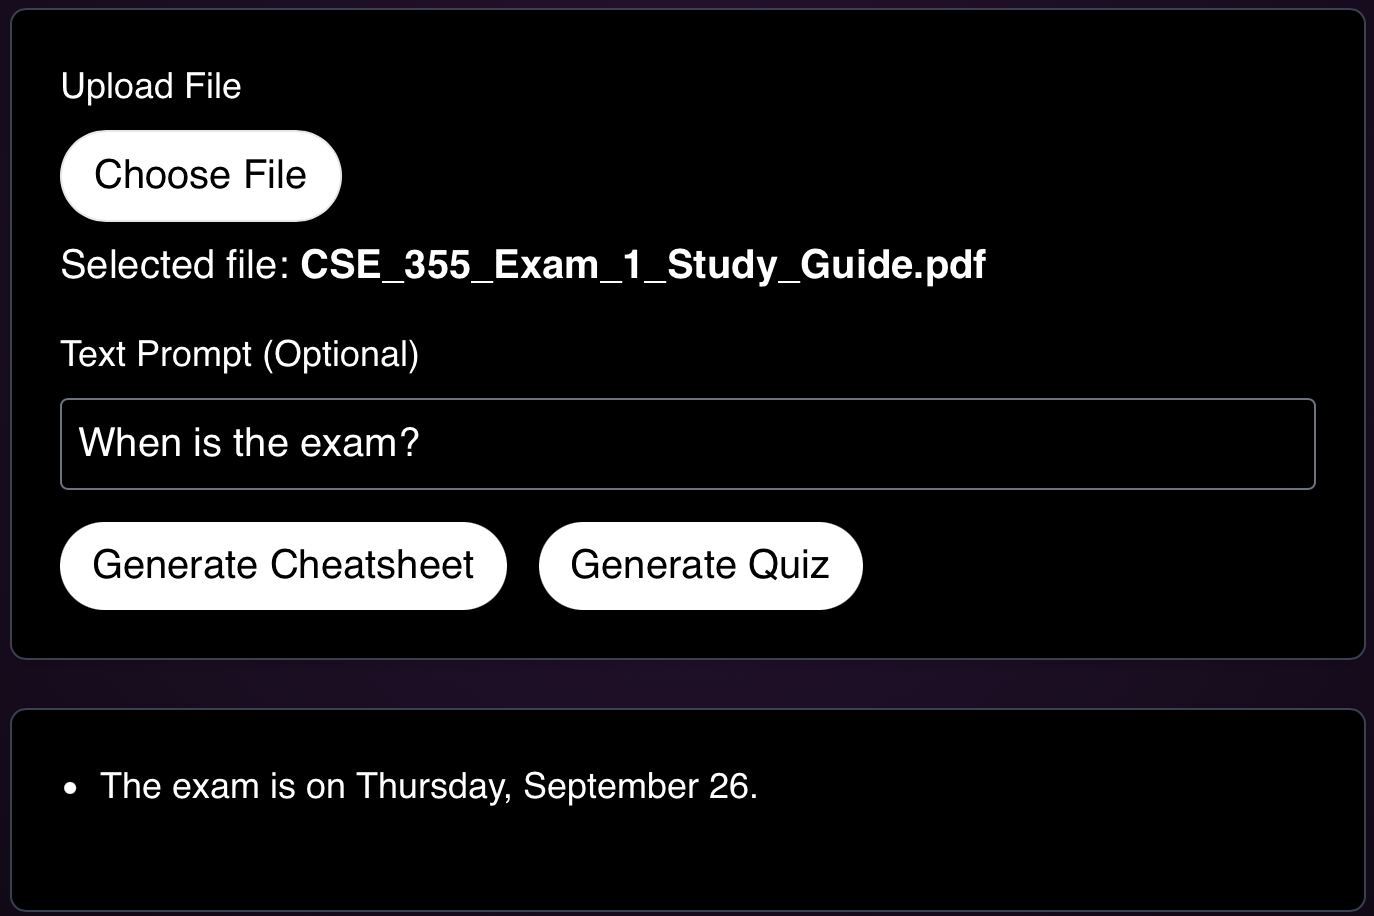 Upload File
Choose File
Selected file: CSE_355_Exam_1_Study_Guide.pdf
Text Prompt (Optional)
When is the exam?
Generate Cheatsheet Generate Quiz
• The exam is on Thursday, September 26.